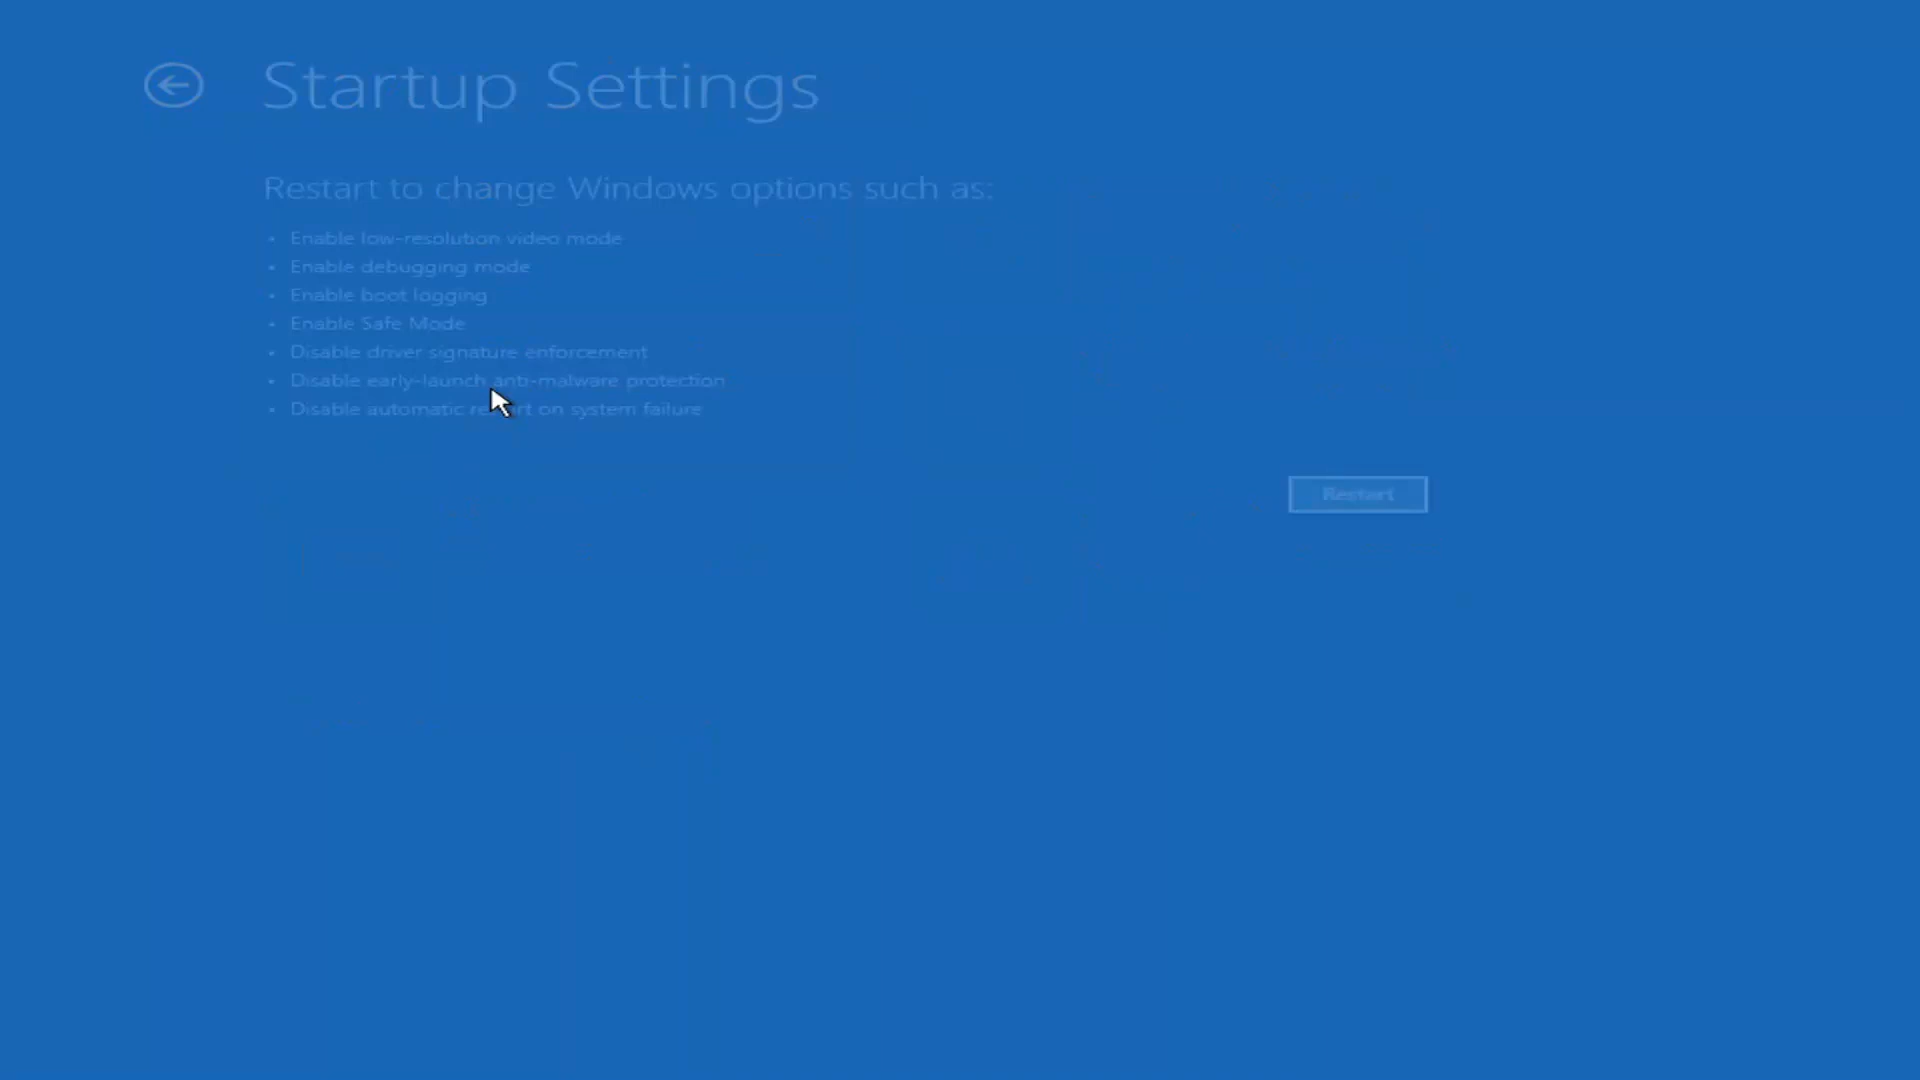 Startup Settings
Restart to change Windows options such as:
• Enable low-resolution video mode
• Enable debugging mode
• Enable boot logging
• Enable Safe Mode
• Disable driver signature enforcement
• Disable early-launch anti-malware protection
• Disable automatic restart on system failure
Restart